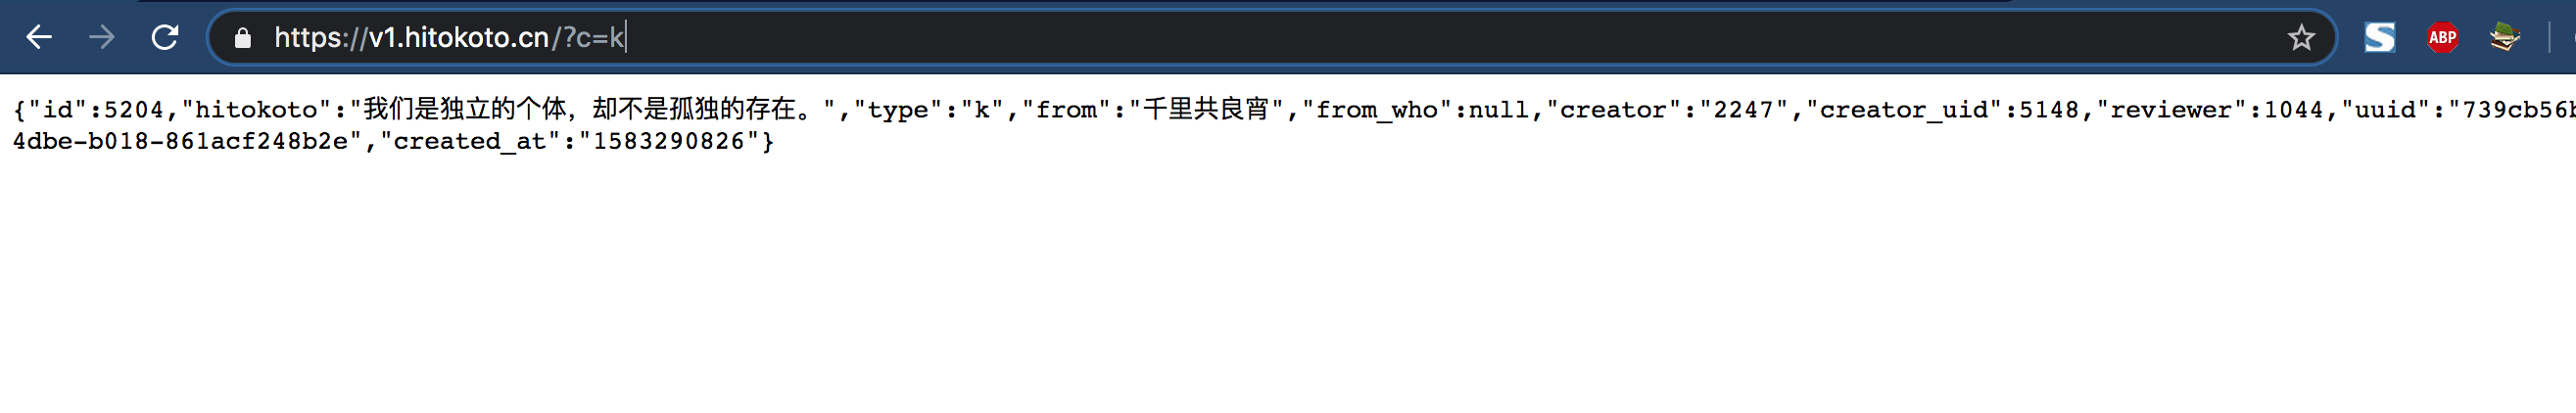 https://v1.hitokoto.cn/?c=k
ABP
{"id":5204,"hitokoto":"我们是独立的个体，却不是孤独的存在。","type":"k","from":"千里共良宵","from_who":null,"creator":"2247","creator_uid":5148,"reviewer":1044,"uuid":"739cb56b
4dbe-b018-861acf248b2e","created_at":"1583290826"}